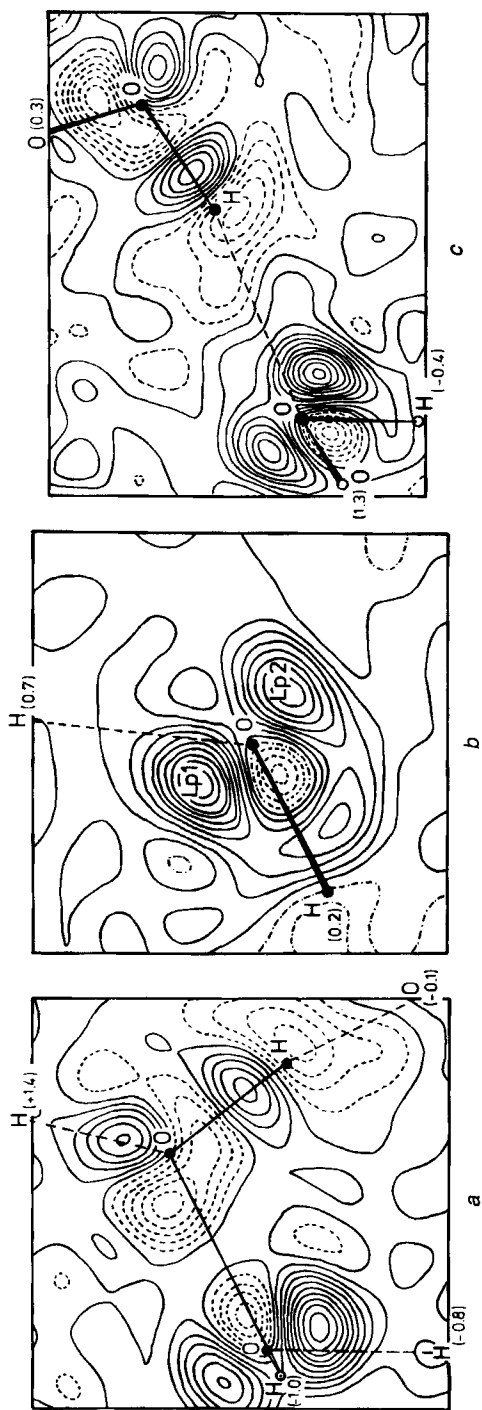 H (+1.4)
O
H
O
H
(-1.0)
O
(-0.1)
H
(-0.8)
a
H (0.7)
Lp1
O
Lp2
H
(0.2)
b
O (0.3)
O
H
O
O
(1.3)
H
(-0.4)
c